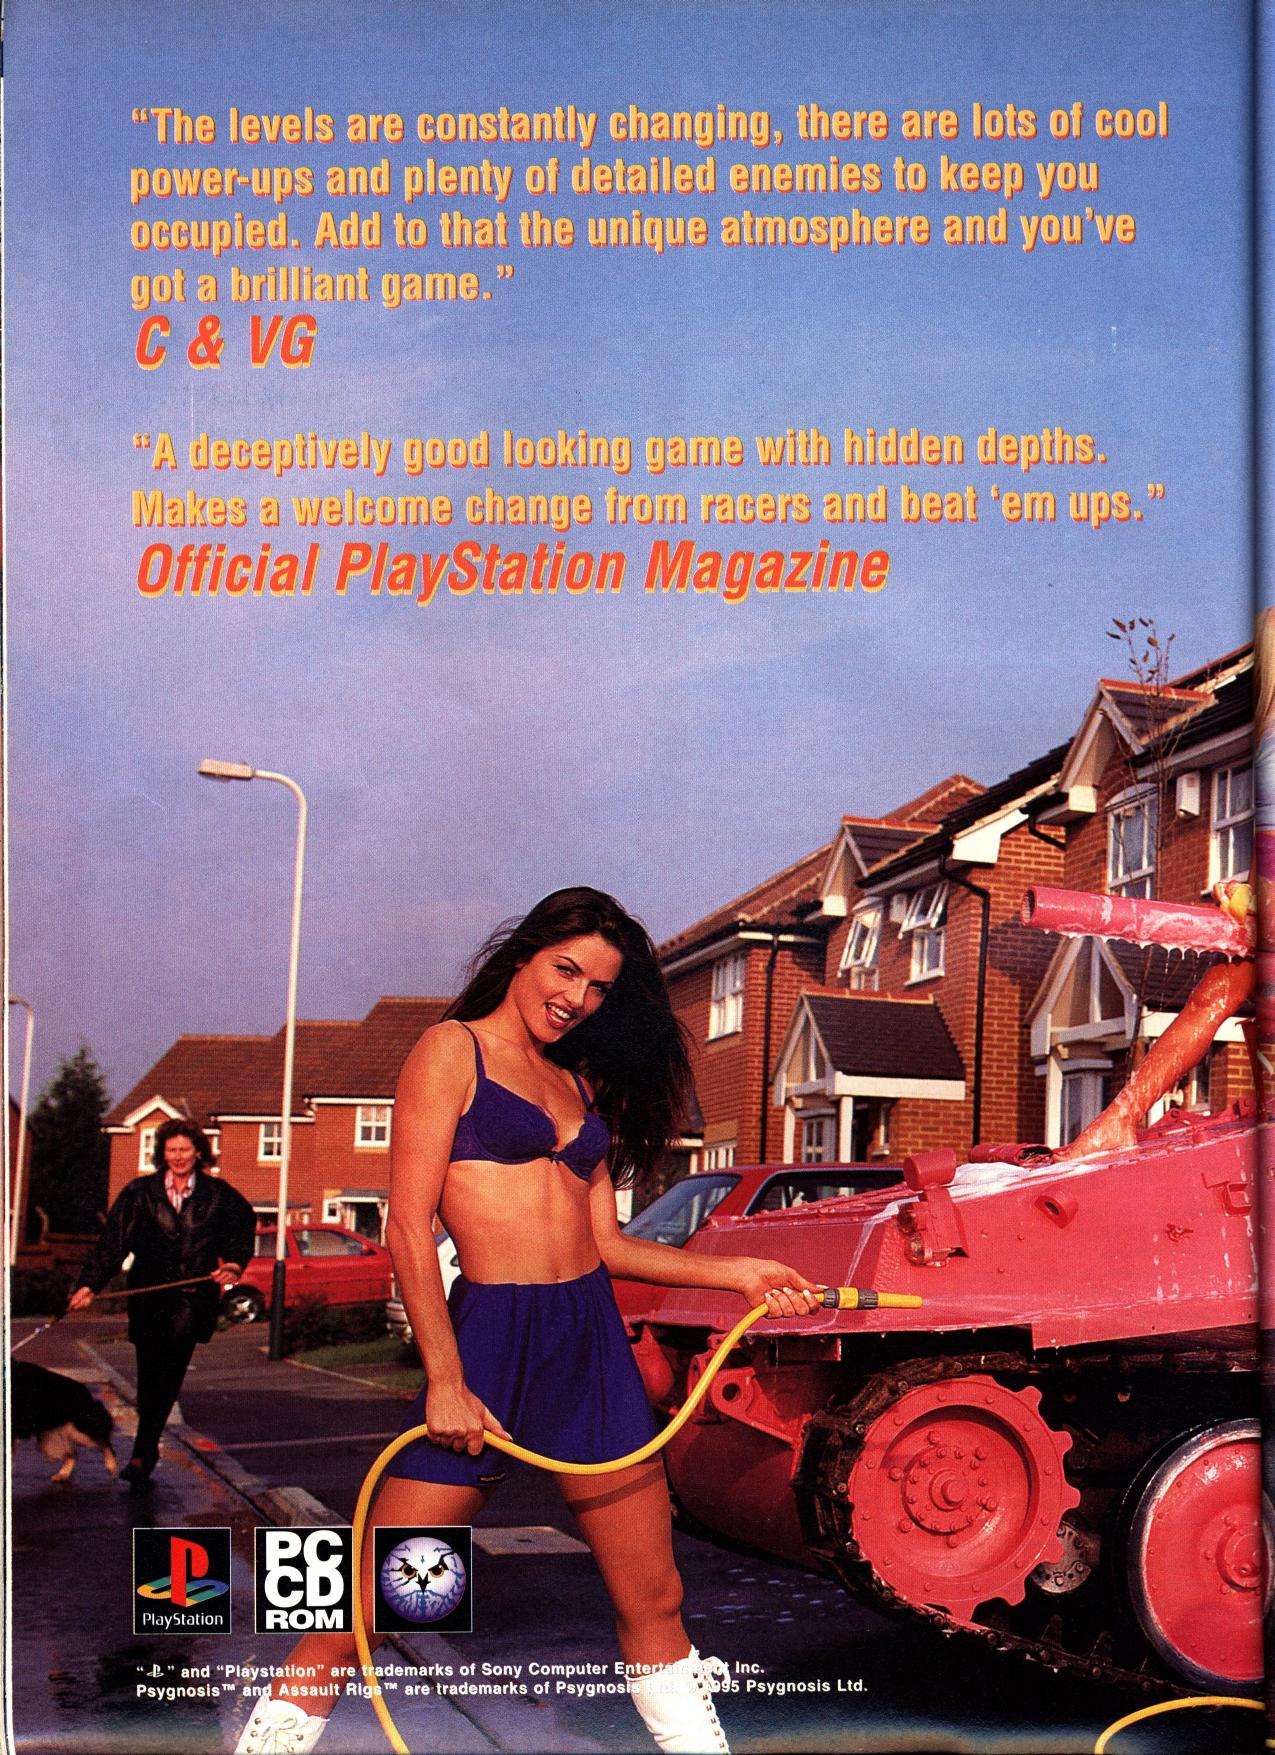 “The levels are constantly changing, there are lots of cool
power-ups and plenty of detailed enemies to keep you
occupied. Add to that the unique atmosphere and you’ve
got a brilliant game.”
C & VG
“A deceptively good looking game with hidden depths.
Makes a welcome change from racers and beat ‘em ups.”
Official PlayStation Magazine
PlayStation
PC
CD
ROM
“ ” and “Playstation” are trademarks of Sony Computer Entertainment Inc.
Psygnosis™ and Assault Rigs™ are trademarks of Psygnosis Ltd. © 1995 Psygnosis Ltd.